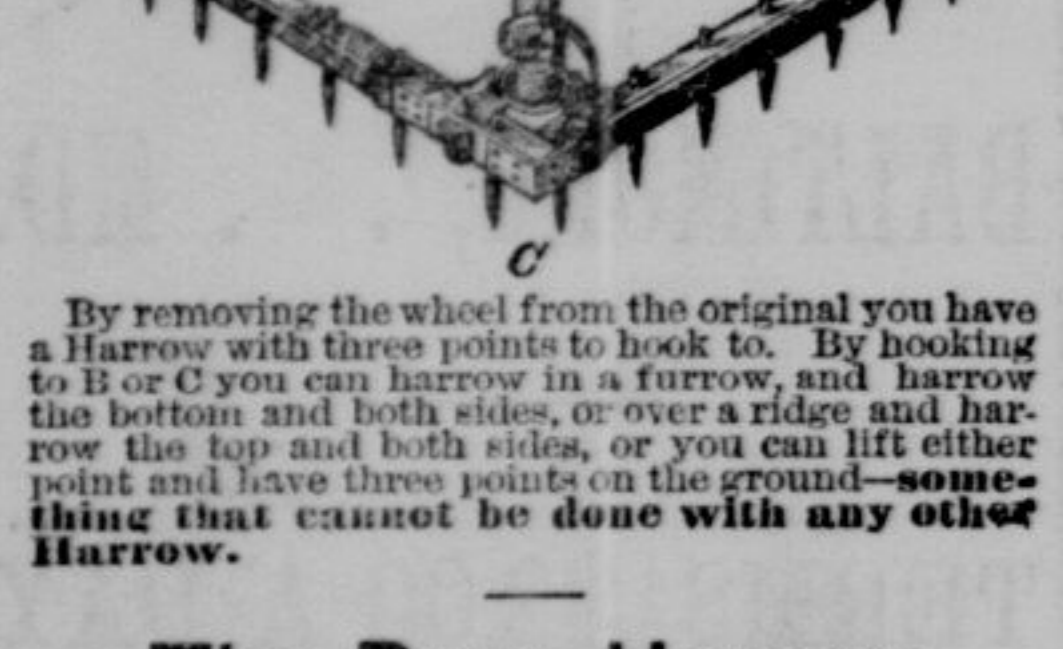 C
By removing the wheel from the original you have
a Harrow with three points to hook to. By hooking
to B or C you can harrow in a furrow, and harrow
the bottom and both sides, or over a ridge and har-
row the top and both sides, or you can lift either
point and have three points on the ground—some-
thing that cannot be done with any other
Harrow.